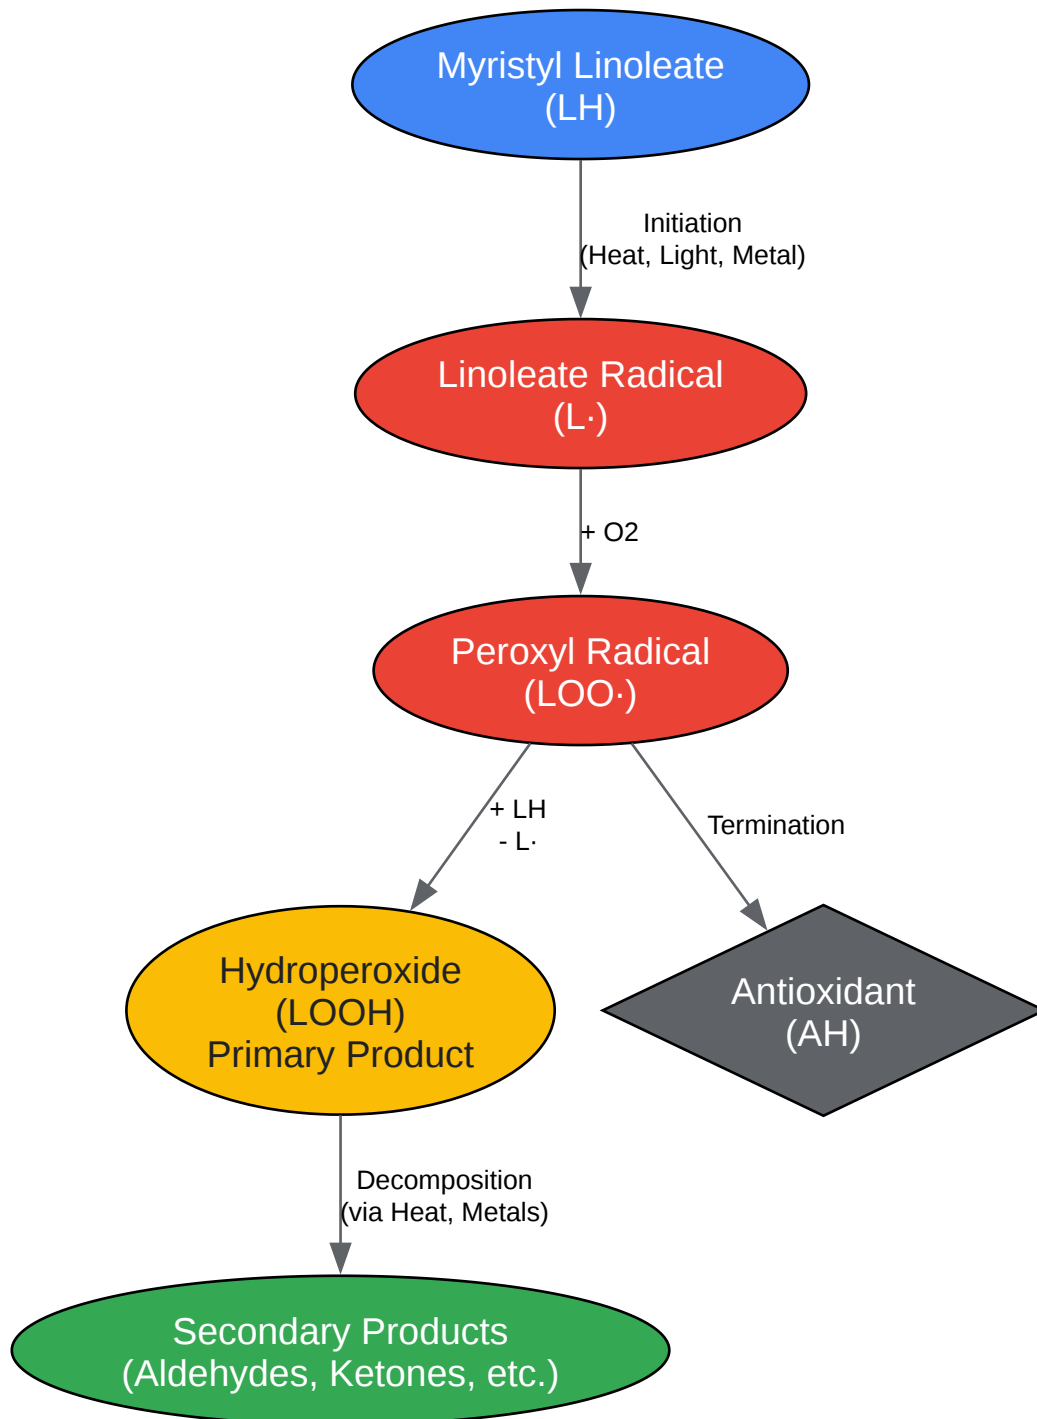 Myristyl Linoleate
(LH)
Initiation
(Heat, Light, Metal)
Linoleate Radical
(L·)
+ O2
Peroxyl Radical
(LOO·)
+ LH
- L·
Termination
Hydroperoxide
(LOOH)
Primary Product
Antioxidant
(AH)
Decomposition
(via Heat, Metals)
Secondary Products
(Aldehydes, Ketones, etc.)